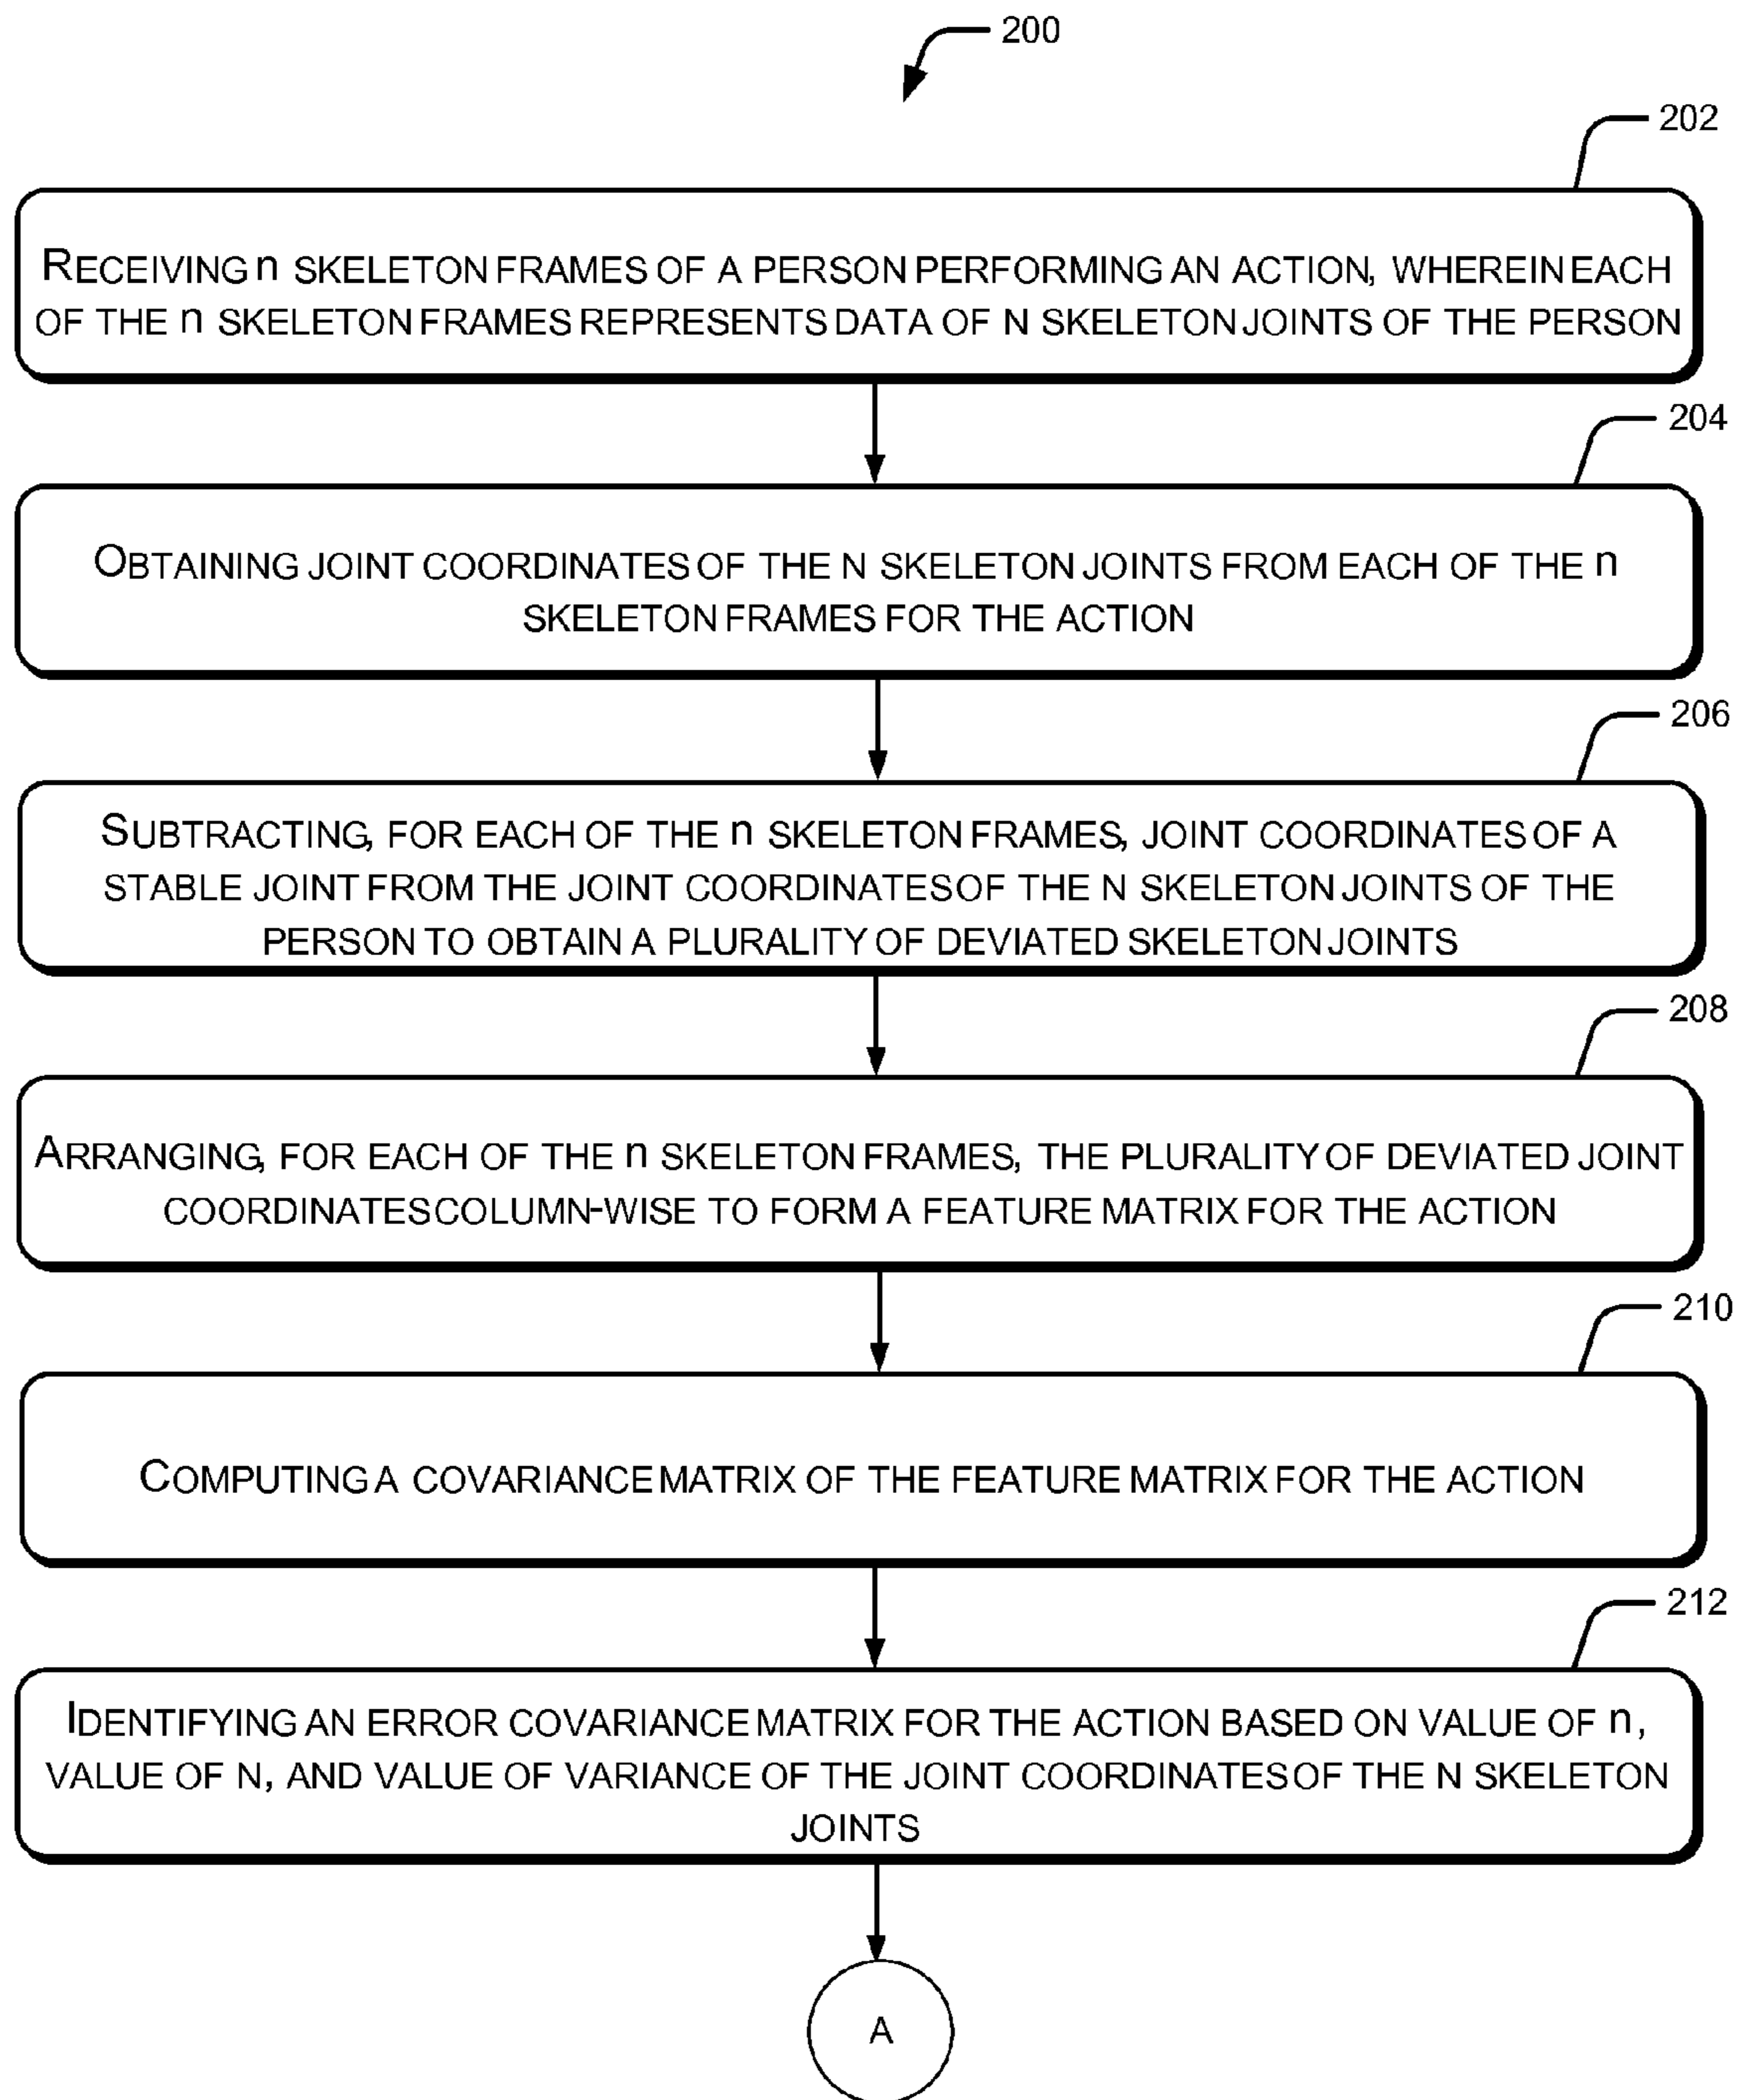 200
202
RECEIVING n SKELETON FRAMES OF A PERSON PERFORMING AN ACTION, WHEREIN EACH
OF THE n SKELETON FRAMES REPRESENTS DATA OF N SKELETON JOINTS OF THE PERSON
204
OBTAINING JOINT COORDINATES OF THE N SKELETON JOINTS FROM EACH OF THE n
SKELETON FRAMES FOR THE ACTION
206
SUBTRACTING, FOR EACH OF THE n SKELETON FRAMES, JOINT COORDINATES OF A
STABLE JOINT FROM THE JOINT COORDINATES OF THE N SKELETON JOINTS OF THE
PERSON TO OBTAIN A PLURALITY OF DEVIATED SKELETON JOINTS
208
ARRANGING, FOR EACH OF THE n SKELETON FRAMES, THE PLURALITY OF DEVIATED JOINT
COORDINATES COLUMN-WISE TO FORM A FEATURE MATRIX FOR THE ACTION
210
COMPUTING A COVARIANCE MATRIX OF THE FEATURE MATRIX FOR THE ACTION
212
IDENTIFYING AN ERROR COVARIANCE MATRIX FOR THE ACTION BASED ON VALUE OF n,
VALUE OF N, AND VALUE OF VARIANCE OF THE JOINT COORDINATES OF THE N SKELETON
JOINTS
A